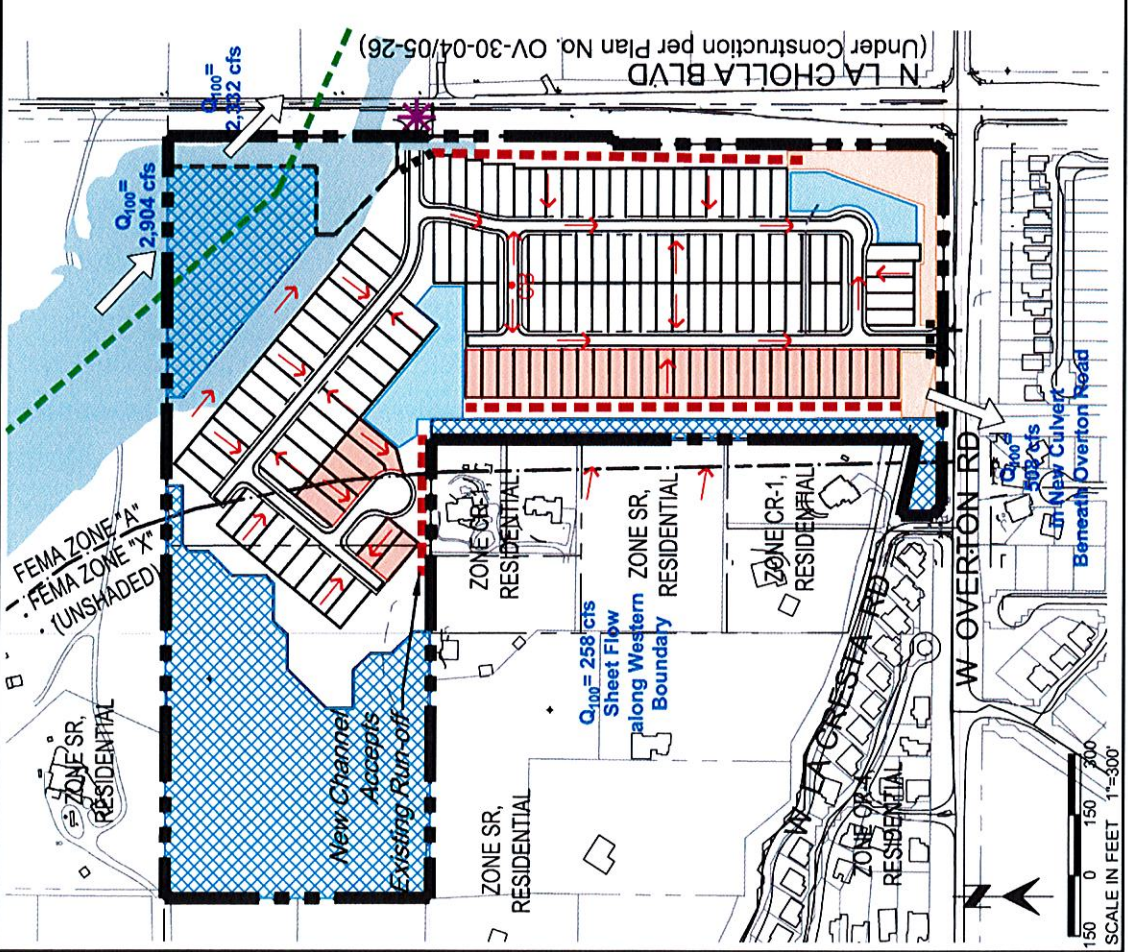 N LA CHOLLA BLVD
(Under Construction per Plan No. OV-30-04/05-26)
Q100=
2,332 cfs
Q100=
2,904 cfs
FEMA ZONE "A"
FEMA ZONE "X"
(UNSHADED)
ZONE SR,
RESIDENTIAL
New Channel
Accepts
Existing Run-off
ZONE CR-1,
RESIDENTIAL
ZONE SR,
RESIDENTIAL
ZONE CR-1,
RESIDENTIAL
Q100= 258 cfs
Sheet Flow
along Western
Boundary
ZONE SR,
RESIDENTIAL
W LA CRESTA RD
RESIDENTIAL
W OVERTON RD
Q100=
508 cfs
in New Culvert
Beneath Overton Road
GB
N
150 0 150 300
SCALE IN FEET 1"=300'